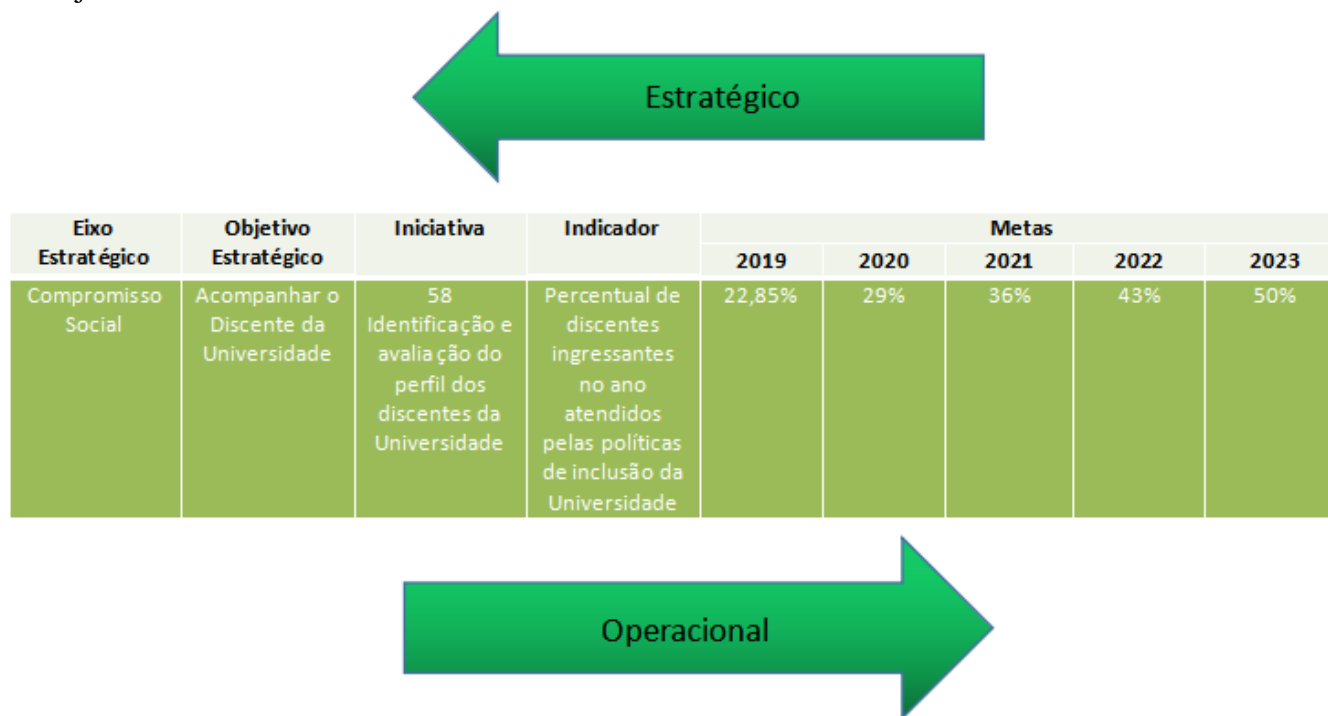 Estratégico
Eixo
Estratégico
Objetivo
Estratégico
Iniciativa
Indicador
Metas
2019 2020 2021 2022 2023
Compromisso
Social
Acompanhar o
Discente da
Universidade
58
Identificação e
avaliação do
perfil dos
discentes da
Universidade
Percentual de
discentes
ingressantes
no ano
atendidos
pelas políticas
de inclusão da
Universidade
22,85% 29% 36% 43% 50%
Operacional